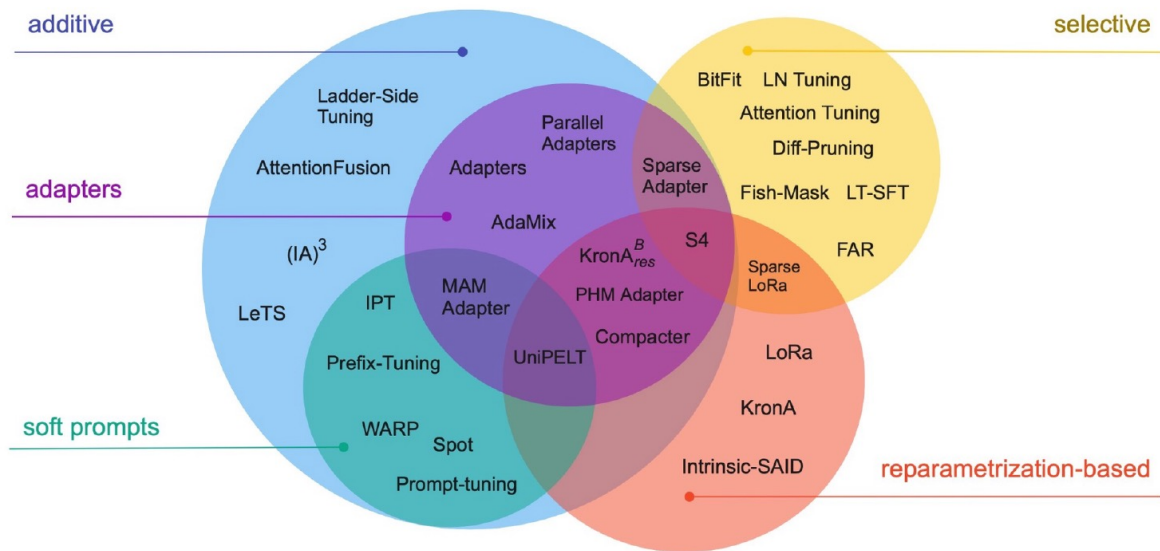 additive
selective
BitFit LN Tuning
Ladder-Side
Tuning
Attention Tuning
Parallel
Adapters
Diff-Pruning
AttentionFusion
Adapters
Sparse
Adapter
adapters
Fish-Mask LT-SFT
AdaMix
(IA)³
KronA^B_res
S4
FAR
MAM
Adapter
IPT
PHM Adapter
Sparse
LoRa
LeTS
Compacter
UniPELT
LoRa
Prefix-Tuning
KronA
soft prompts
WARP
Spot
Intrinsic-SAID
reparametrization-based
Prompt-tuning